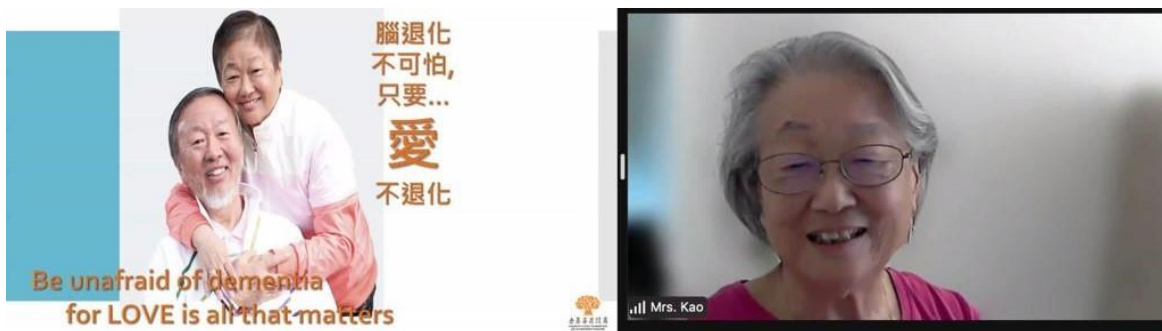 腦退化
不可怕,
只要...
愛
不退化
Be unafraid of dementia
for LOVE is all that matters
Mrs. Kao